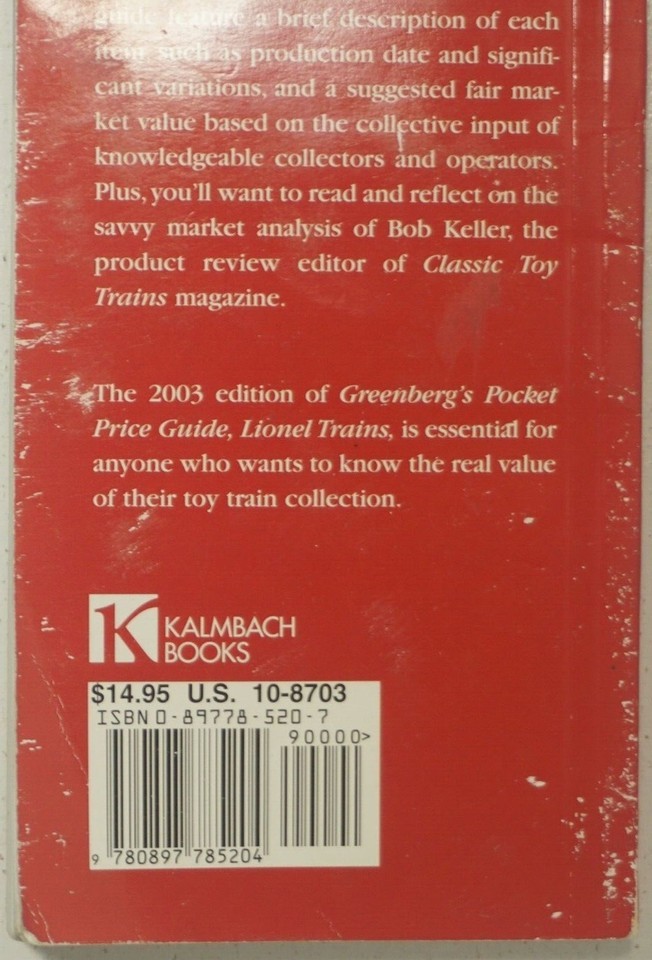 guide feature a brief description of each
item such as production date and signifi-
cant variations, and a suggested fair mar-
ket value based on the collective input of
knowledgeable collectors and operators.
Plus, you'll want to read and reflect on the
savvy market analysis of Bob Keller, the
product review editor of Classic Toy
Trains magazine.
The 2003 edition of Greenberg's Pocket
Price Guide, Lionel Trains, is essential for
anyone who wants to know the real value
of their toy train collection.
K KALMBACH
BOOKS
$14.95 U.S. 10-8703
ISBN 0-89778-520-7
90000>
9 780897 785204